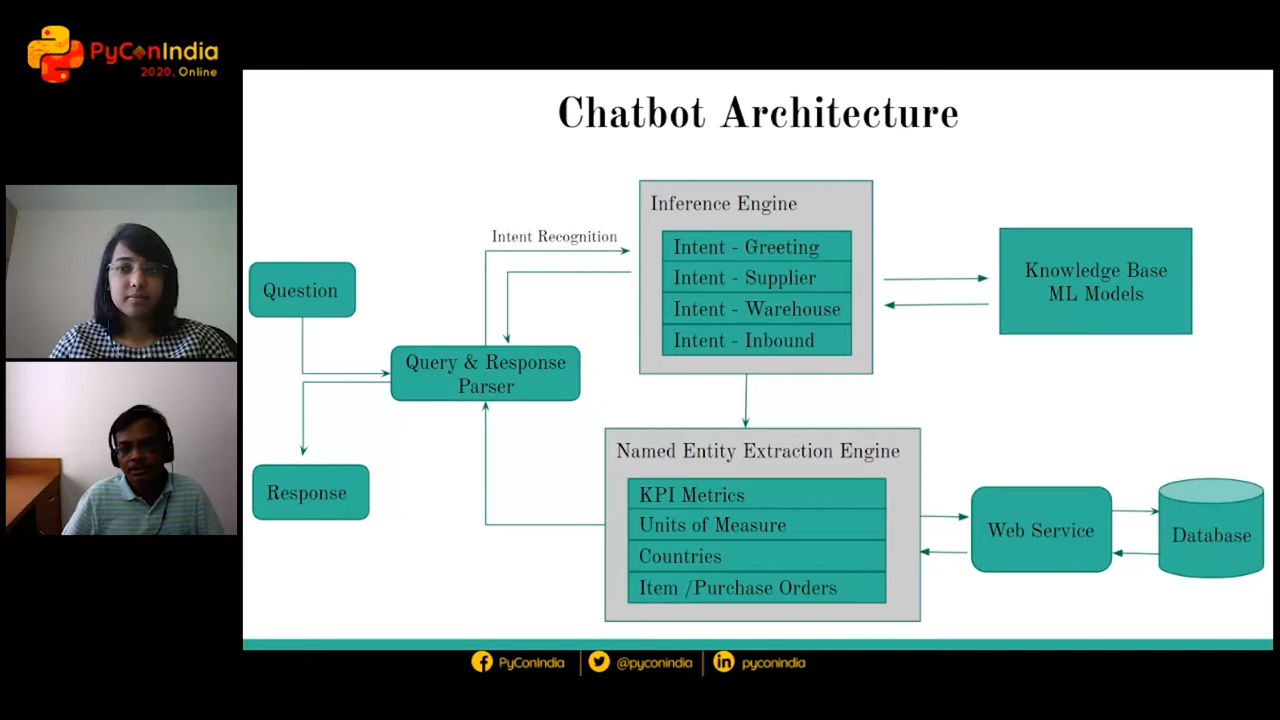 PyConIndia
2020, Online
Chatbot Architecture
Inference Engine
Intent - Greeting
Intent - Supplier
Intent - Warehouse
Intent - Inbound
Intent Recognition
Knowledge Base
ML Models
Question
Query & Response
Parser
Response
Named Entity Extraction Engine
KPI Metrics
Units of Measure
Countries
Item /Purchase Orders
Web Service
Database
PyConIndia
@pyconindia
pyconindia